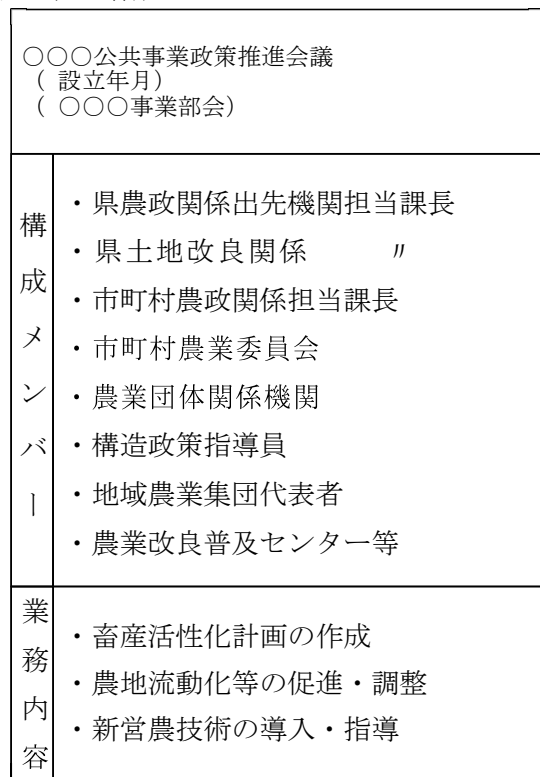 ○○○公共事業政策推進会議
( 設立年月)
( ○○○事業部会)
構成メンバー
・県農政関係出先機関担当課長
・県土地改良関係　　〃
・市町村農政関係担当課長
・市町村農業委員会
・農業団体関係機関
・構造政策指導員
・地域農業集団代表者
・農業改良普及センター等
業務内容
・畜産活性化計画の作成
・農地流動化等の促進・調整
・新営農技術の導入・指導